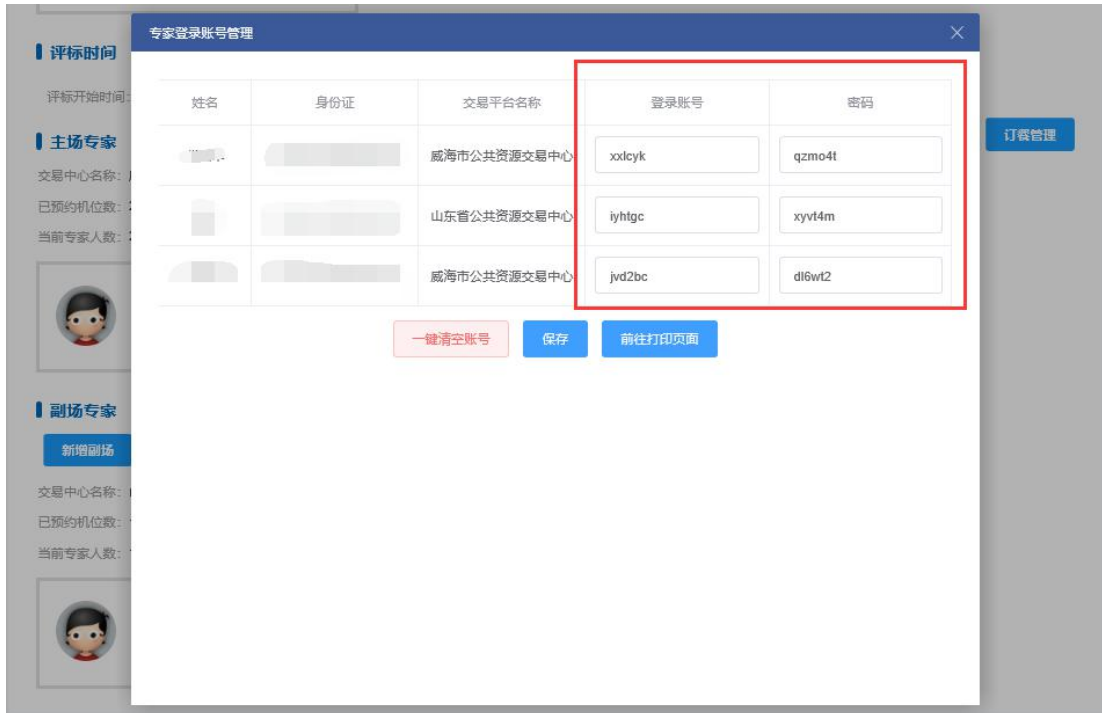 专家登录账号管理
评标时间
评标开始时间:
主场专家
订餐管理
交易中心名称:
已预约机位数:
当前专家人数:
姓名 身份证 交易平台名称 登录账号 密码
威海市公共资源交易中心 xxlcyk qzmo4t
山东省公共资源交易中心 iyhtgc xyvt4m
威海市公共资源交易中心 jvd2bc dl6wt2
一键清空账号 保存 前往打印页面
副场专家
新增副场
交易中心名称:
已预约机位数:
当前专家人数: